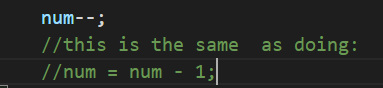 num--;
//this is the same  as doing:
//num = num - 1;